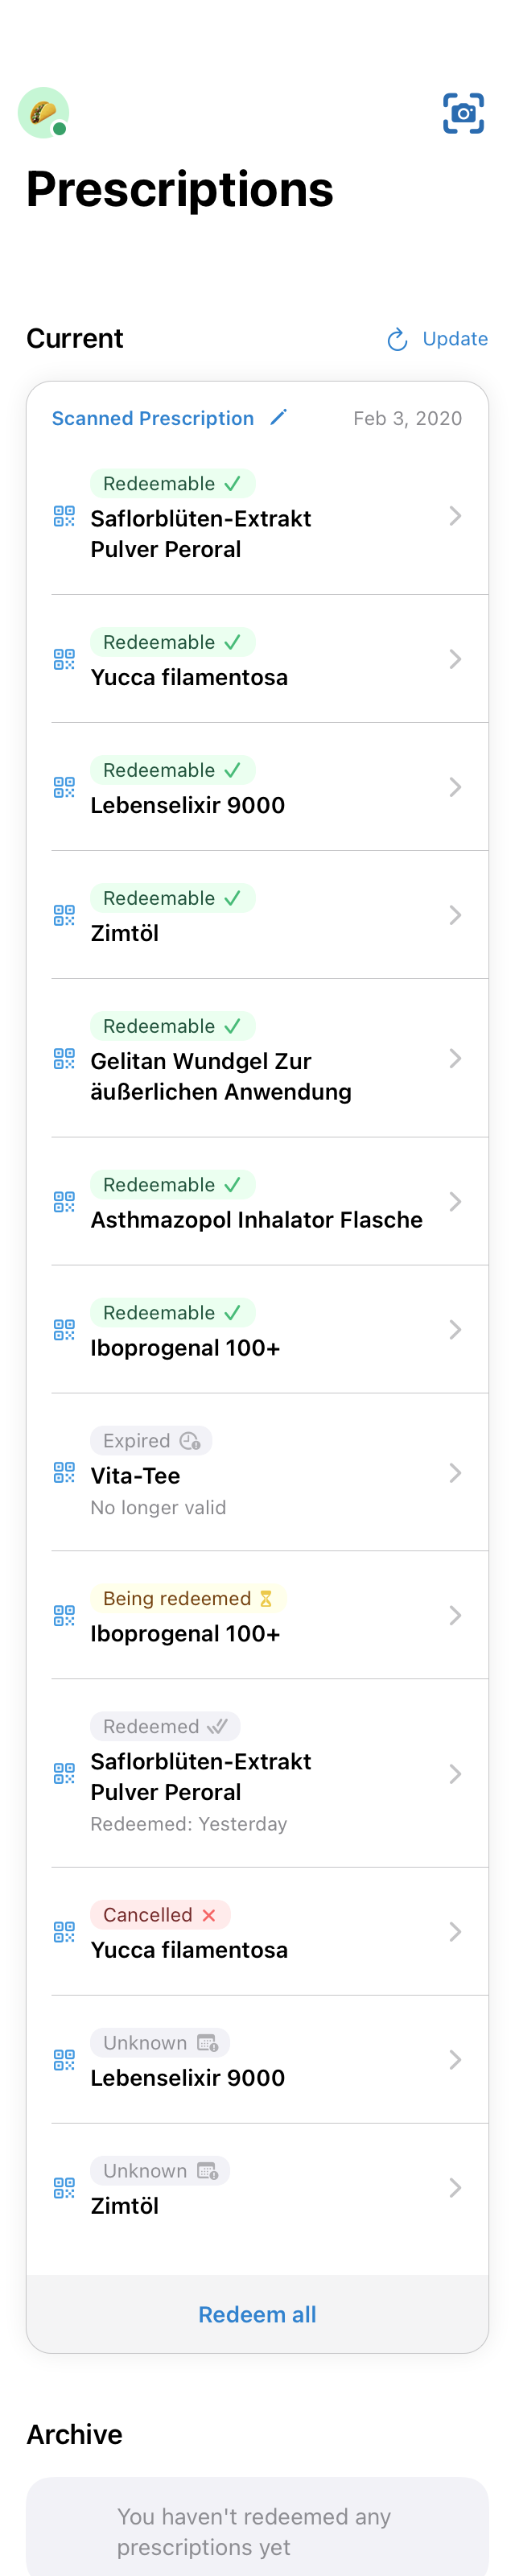 Prescriptions
Current
Update
Scanned Prescription
Feb 3, 2020
Redeemable
Saflorblüten-Extrakt
Pulver Peroral
Redeemable
Yucca filamentosa
Redeemable
Lebenselixir 9000
Redeemable
Zimtöl
Redeemable
Gelitan Wundgel Zur
äußerlichen Anwendung
Redeemable
Asthmazopol Inhalator Flasche
Redeemable
Iboprogenal 100+
Expired
Vita-Tee
No longer valid
Being redeemed
Iboprogenal 100+
Redeemed
Saflorblüten-Extrakt
Pulver Peroral
Redeemed: Yesterday
Cancelled
Yucca filamentosa
Unknown
Lebenselixir 9000
Unknown
Zimtöl
Redeem all
Archive
You haven't redeemed any
prescriptions yet